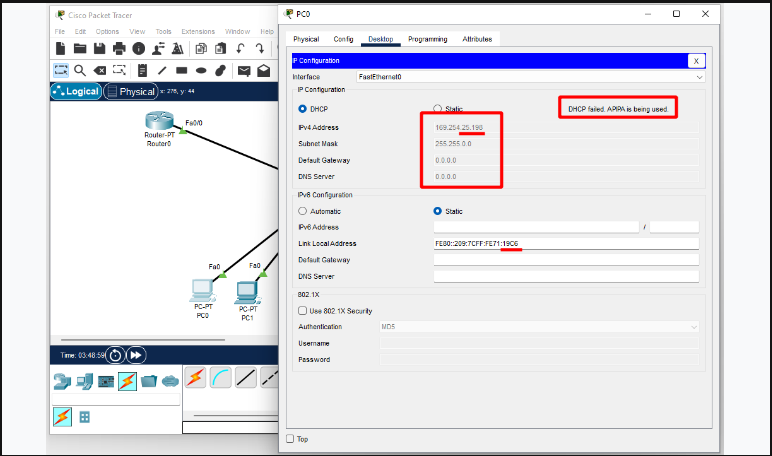 Cisco Packet Tracer
File Edit Options View Tools Extensions Window Help
Logical Physical x: 276, y: 44
Fa0/0
Router-PT
Router0
Fa0
Fa0
PC-PT
PC0
PC-PT
PC1
Time: 03:48:59
PC0
Physical Config Desktop Programming Attributes
IP Configuration X
Interface FastEthernet0
IP Configuration
DHCP Static DHCP failed. APIPA is being used.
IPv4 Address 169.254.25.198
Subnet Mask 255.255.0.0
Default Gateway 0.0.0.0
DNS Server 0.0.0.0
IPv6 Configuration
Automatic Static
IPv6 Address /
Link Local Address FE80::209:7CFF:FE71:19C6
Default Gateway
DNS Server
802.1X
Use 802.1X Security
Authentication MD5
Username
Password
Top